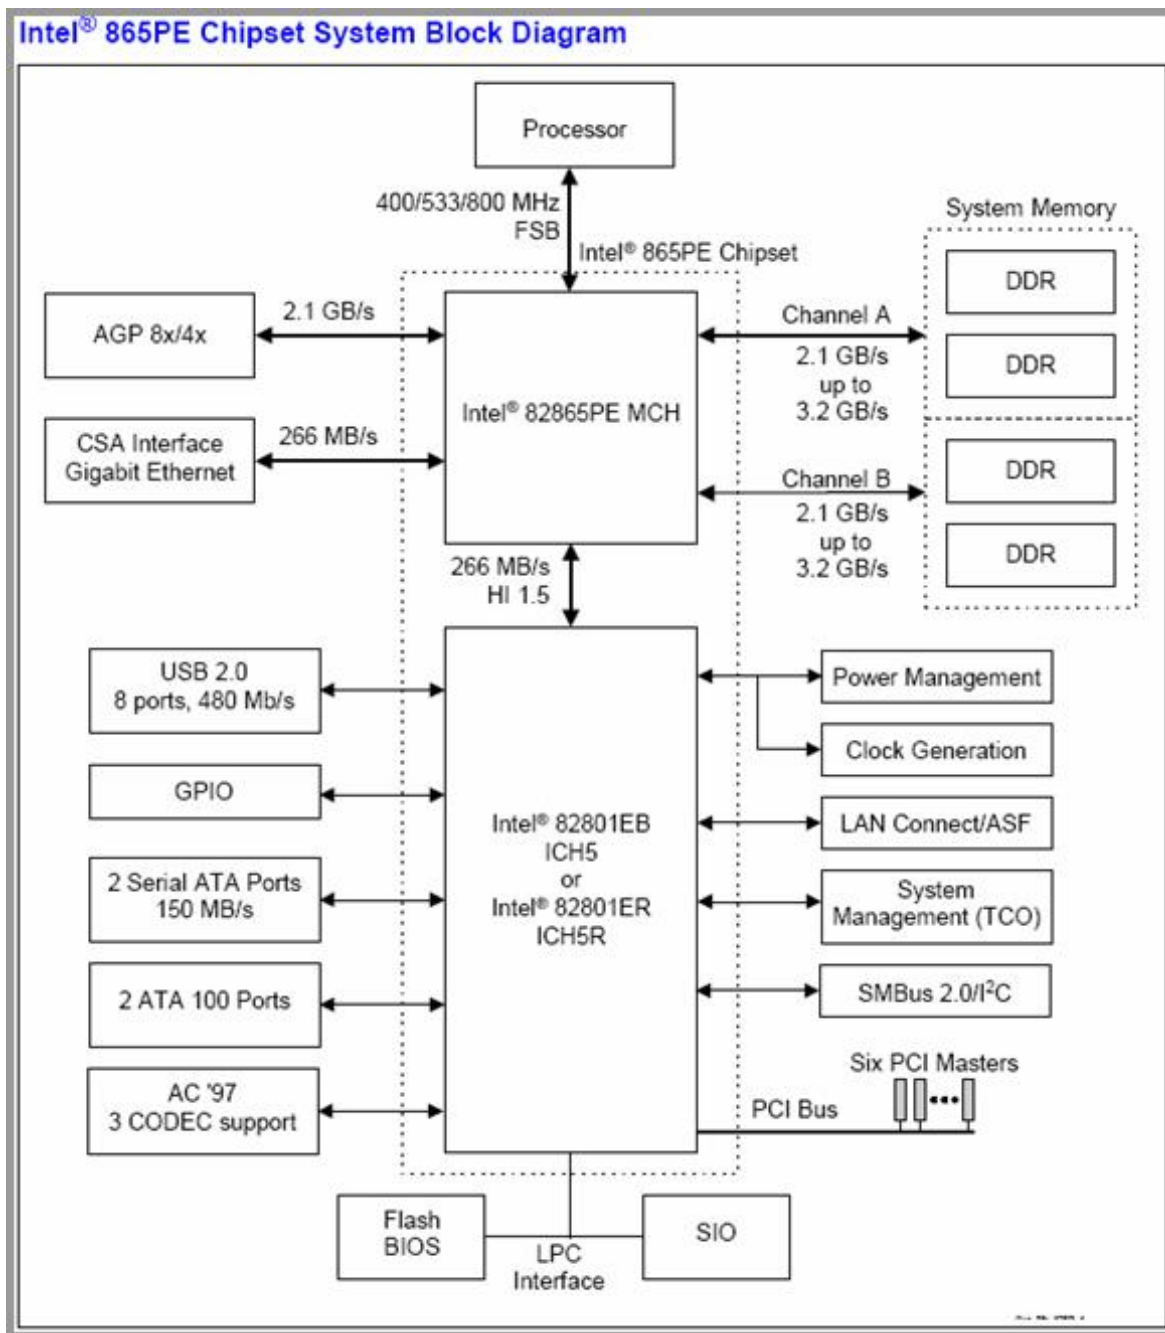 Intel® 865PE Chipset System Block Diagram
Processor
400/533/800 MHz
FSB
Intel® 865PE Chipset
System Memory
DDR
DDR
DDR
DDR
AGP 8x/4x
2.1 GB/s
CSA Interface
Gigabit Ethernet
266 MB/s
Intel® 82865PE MCH
Channel A
2.1 GB/s
up to
3.2 GB/s
Channel B
2.1 GB/s
up to
3.2 GB/s
266 MB/s
HI 1.5
USB 2.0
8 ports, 480 Mb/s
GPIO
2 Serial ATA Ports
150 MB/s
2 ATA 100 Ports
AC '97
3 CODEC support
Intel® 82801EB
ICH5
or
Intel® 82801ER
ICH5R
Power Management
Clock Generation
LAN Connect/ASF
System
Management (TCO)
SMBus 2.0/I²C
Six PCI Masters
PCI Bus
Flash
BIOS
LPC
Interface
SIO